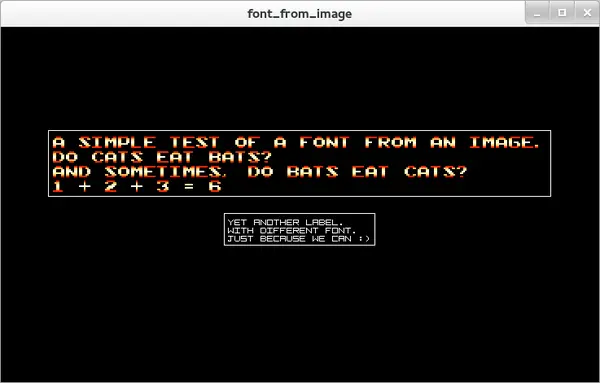 font_from_image
A SIMPLE TEST OF A FONT FROM AN IMAGE.
DO CATS EAT BATS?
AND SOMETIMES, DO BATS EAT CATS?
1 + 2 + 3 = 6
YET ANOTHER LABEL.
WITH DIFFERENT FONT.
JUST BECAUSE WE CAN :)